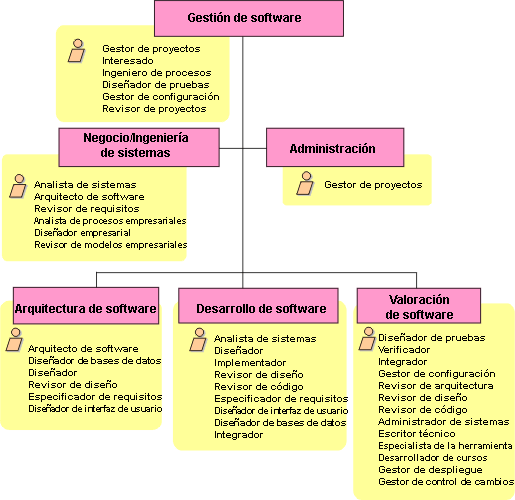 Gestión de software
Gestor de proyectos
Interesado
Ingeniero de procesos
Diseñador de pruebas
Gestor de configuración
Revisor de proyectos
Negocio/Ingeniería
de sistemas
Analista de sistemas
Arquitecto de software
Revisor de requisitos
Analista de procesos empresariales
Diseñador empresarial
Revisor de modelos empresariales
Administración
Gestor de proyectos
Arquitectura de software
Arquitecto de software
Diseñador de bases de datos
Diseñador
Revisor de diseño
Especificador de requisitos
Diseñador de interfaz de usuario
Desarrollo de software
Analista de sistemas
Diseñador
Implementador
Revisor de diseño
Revisor de código
Especificador de requisitos
Diseñador de interfaz de usuario
Diseñador de bases de datos
Integrador
Valoración
de software
Diseñador de pruebas
Verificador
Integrador
Gestor de configuración
Revisor de arquitectura
Revisor de diseño
Revisor de código
Administrador de sistemas
Escritor técnico
Especialista de la herramienta
Desarrollador de cursos
Gestor de despliegue
Gestor de control de cambios